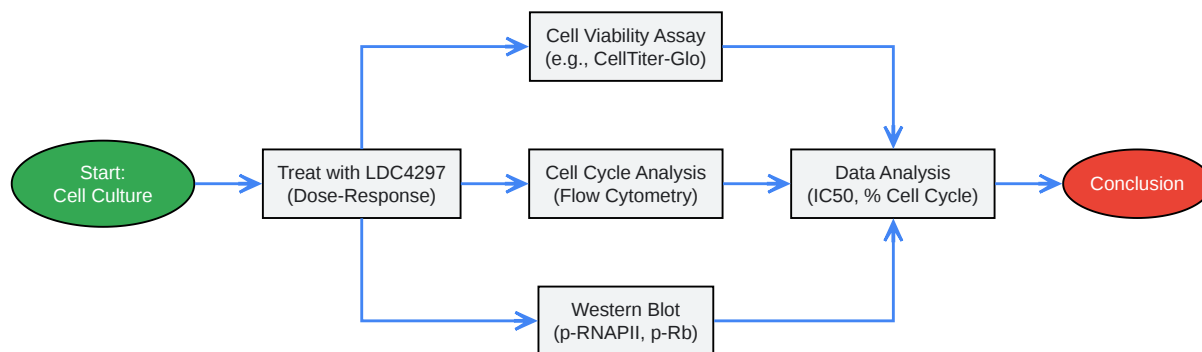 Start:
Cell Culture
Treat with LDC4297
(Dose-Response)
Cell Viability Assay
(e.g., CellTiter-Glo)
Cell Cycle Analysis
(Flow Cytometry)
Western Blot
(p-RNAPII, p-Rb)
Data Analysis
(IC50, % Cell Cycle)
Conclusion